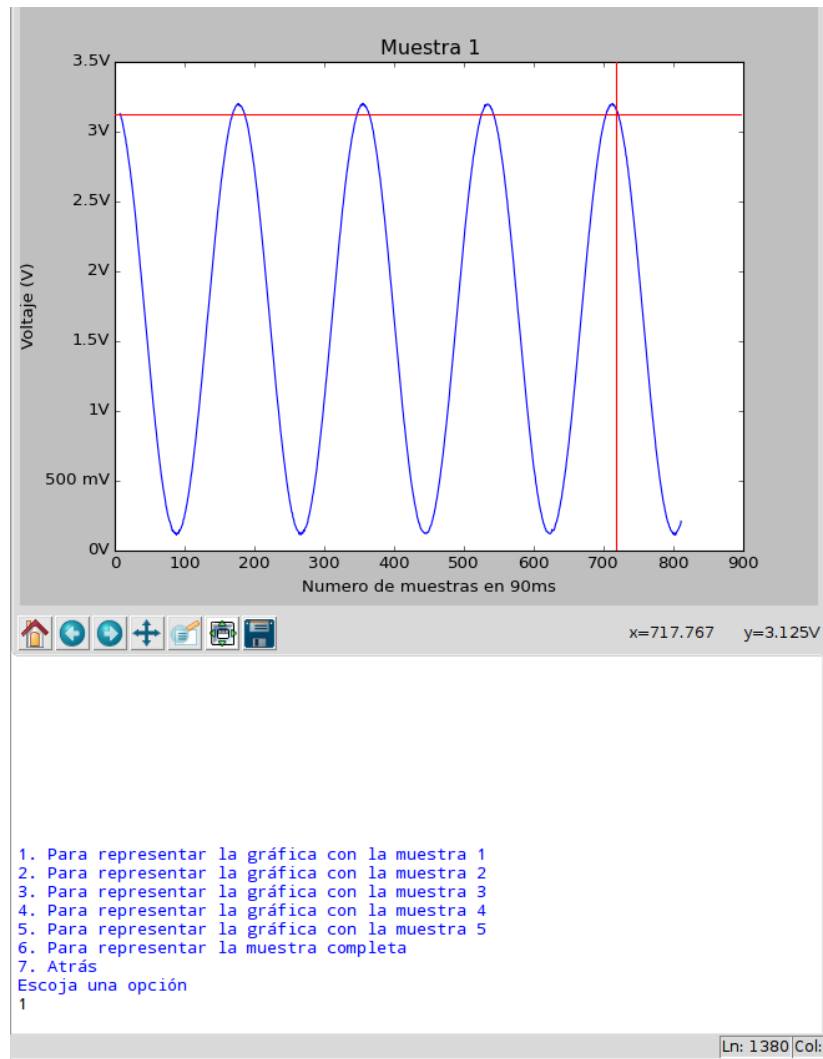 Muestra 1
3.5V
3V
2.5V
2V
1.5V
1V
500 mV
0V
Voltaje (V)
0 100 200 300 400 500 600 700 800 900
Numero de muestras en 90ms
x=717.767 y=3.125V
1. Para representar la gráfica con la muestra 1
2. Para representar la gráfica con la muestra 2
3. Para representar la gráfica con la muestra 3
4. Para representar la gráfica con la muestra 4
5. Para representar la gráfica con la muestra 5
6. Para representar la muestra completa
7. Atrás
Escoja una opción
1
Ln: 1380 Col: